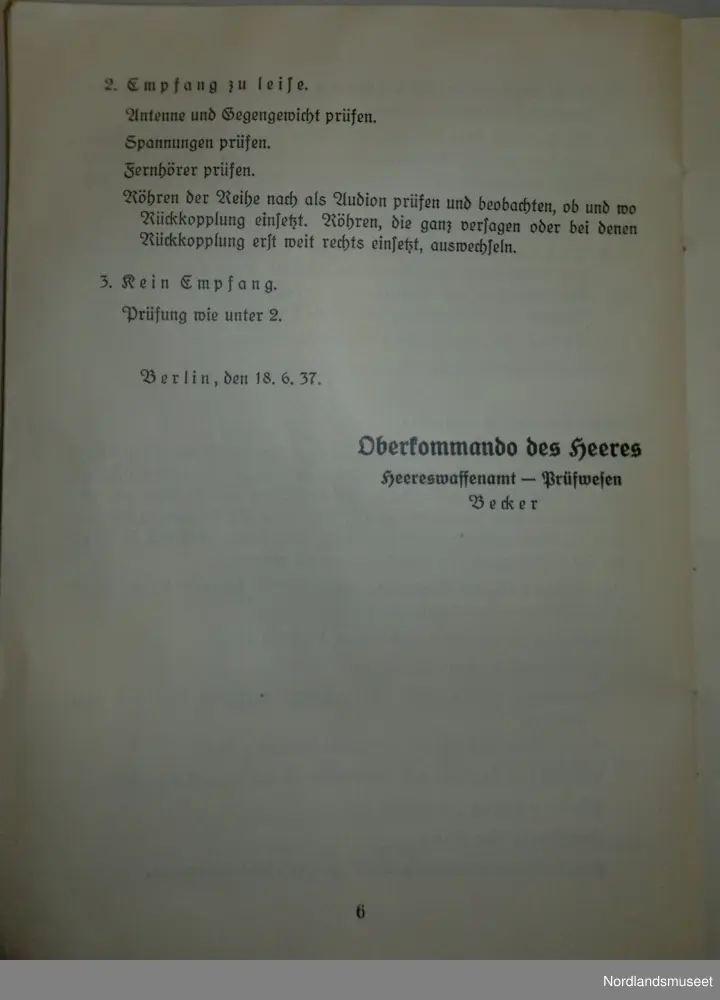 2. Empfang zu leise.
Antenne und Gegengewicht prüfen.
Spannungen prüfen.
Fernhörer prüfen.
Röhren der Reihe nach als Audion prüfen und beobachten, ob und wo
Rückkopplung einsetzt. Röhren, die ganz versagen oder bei denen
Rückkopplung erst weit rechts einsetzt, auswechseln.
3. Kein Empfang.
Prüfung wie unter 2.
Berlin, den 18. 6. 37.
Oberkommando des Heeres
Heereswaffenamt — Prüfwesen
Becker
6
Nordlandsmuseet